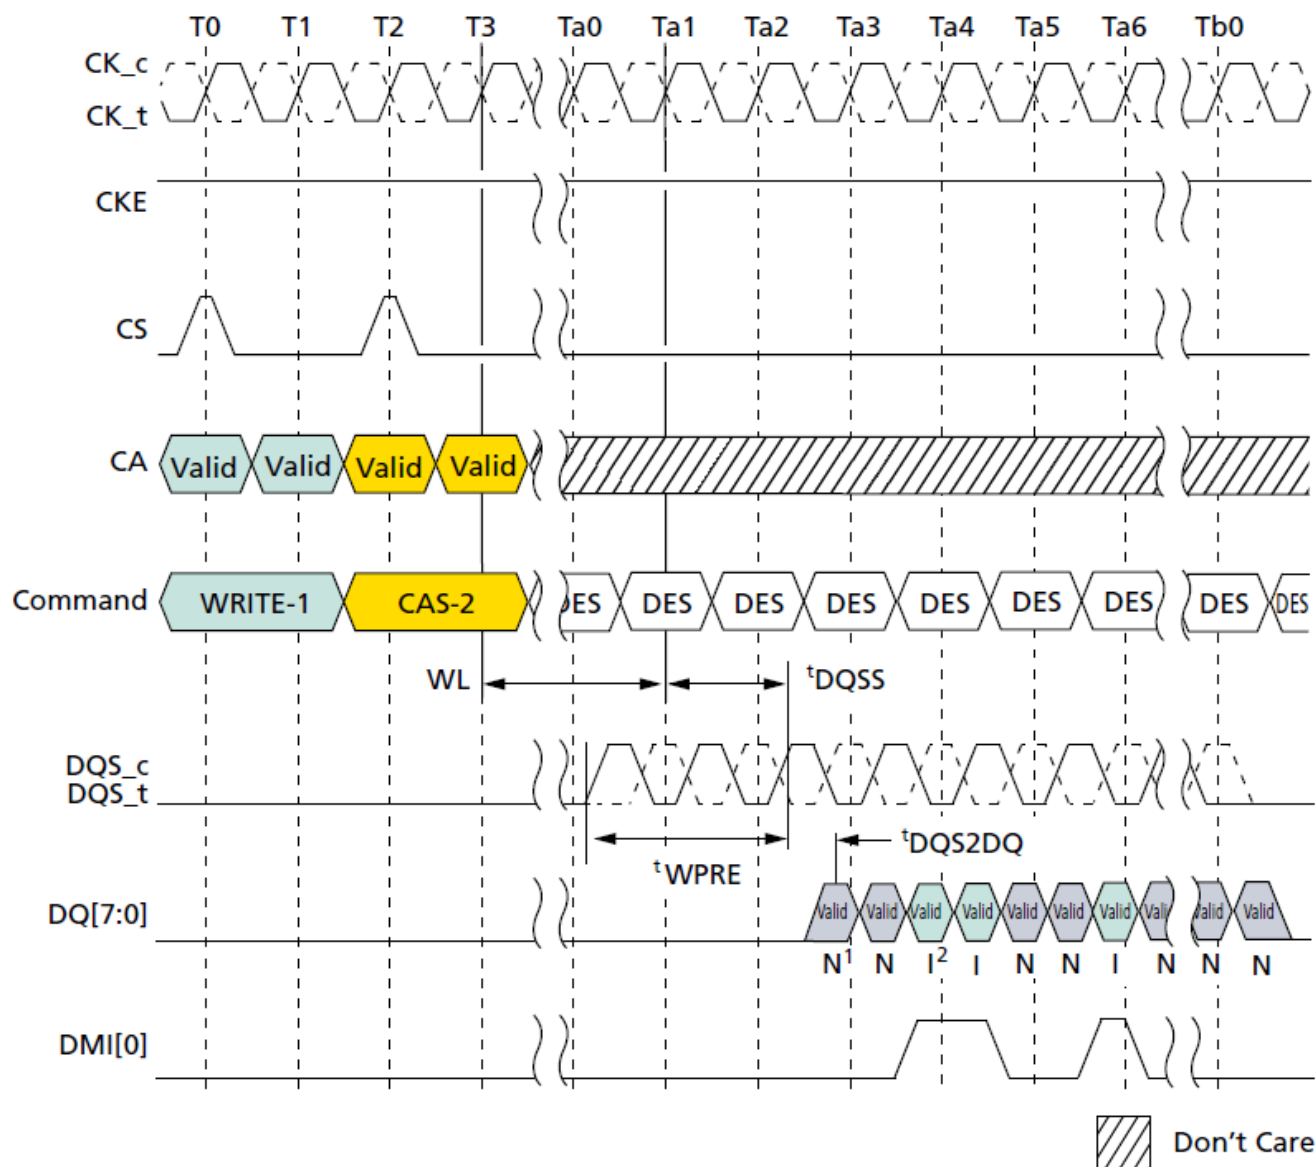 T0 T1 T2 T3 Ta0 Ta1 Ta2 Ta3 Ta4 Ta5 Ta6 Tb0
CK_c
CK_t
CKE
CS
CA Valid Valid Valid Valid
Command WRITE-1 CAS-2 DES DES DES DES DES DES DES DES DES
WL tDQSS
DQS_c
DQS_t
tDQS2DQ
tWPRE
DQ[7:0] Valid Valid Valid Valid Valid Valid Valid Valid Valid Valid
N1 N I2 I N N I N N N
DMI[0]
Don't Care